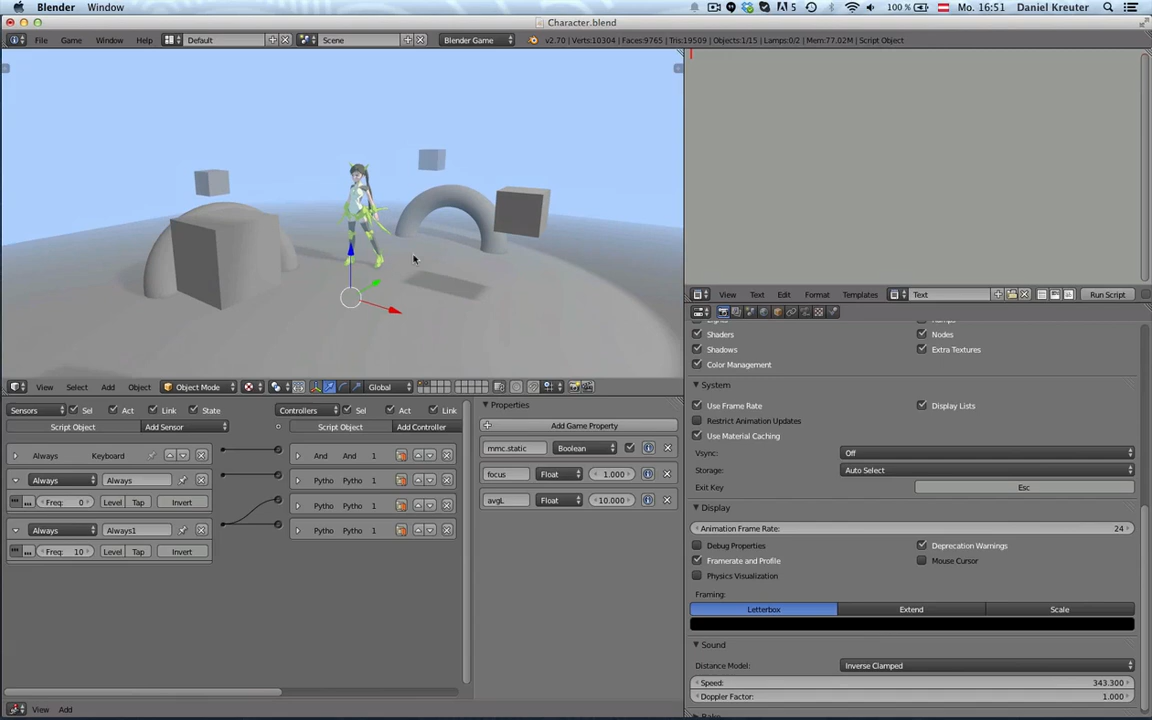 Blender Window 5 100 % Mo. 16:51 Daniel Kreuter
Character.blend
File Game Window Help Default Scene Blender Game v2.70 | Verts:10304 | Faces:9765 | Tris:19509 | Objects:1/15 | Lamps:0/2 | Mem:77.02M | Script Object
View Text Edit Format Templates Text Run Script
Shaders Nodes
Shadows Extra Textures
Color Management
System
Use Frame Rate Display Lists
Restrict Animation Updates
Use Material Caching
Vsync: Off
Storage: Auto Select
Exit Key Esc
Display
Animation Frame Rate: 24
Debug Properties Deprecation Warnings
Framerate and Profile Mouse Cursor
Physics Visualization
Framing:
Letterbox Extend Scale
Sound
Distance Model: Inverse Clamped
Speed: 343.300
Doppler Factor: 1.000
View Select Add Object Object Mode Global
Sensors Sel Act Link State Controllers Sel Act Link
Script Object Add Sensor Script Object Add Controller
Always Keyboard And And 1
Always Always Pytho Pytho 1
Freq: 0 Level Tap Invert Pytho Pytho 1
Always Always1 Pytho Pytho 1
Freq: 10 Level Tap Invert
Properties
Add Game Property
mmc.static Boolean
focus Float 1.000
avgL Float 10.000
View Add